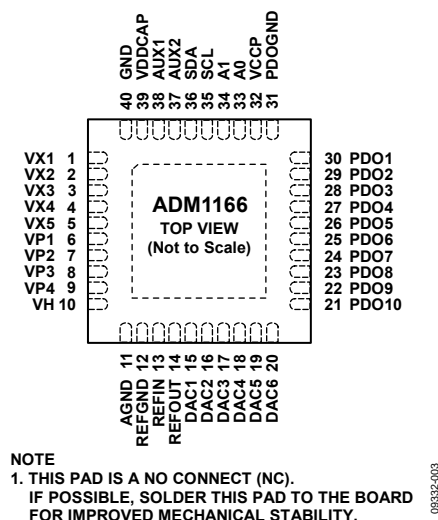 40 GND
39 VDDCAP
38 AUX1
37 AUX2
36 SDA
35 SCL
34 A1
33 A0
32 VCCP
31 PDOGND
VX1 1
VX2 2
VX3 3
VX4 4
VX5 5
VP1 6
VP2 7
VP3 8
VP4 9
VH 10
ADM1166
TOP VIEW
(Not to Scale)
30 PDO1
29 PDO2
28 PDO3
27 PDO4
26 PDO5
25 PDO6
24 PDO7
23 PDO8
22 PDO9
21 PDO10
AGND 11
REFGND 12
REFIN 13
REFOUT 14
DAC1 15
DAC2 16
DAC3 17
DAC4 18
DAC5 19
DAC6 20
NOTE
1. THIS PAD IS A NO CONNECT (NC).
IF POSSIBLE, SOLDER THIS PAD TO THE BOARD
FOR IMPROVED MECHANICAL STABILITY.
09332-003